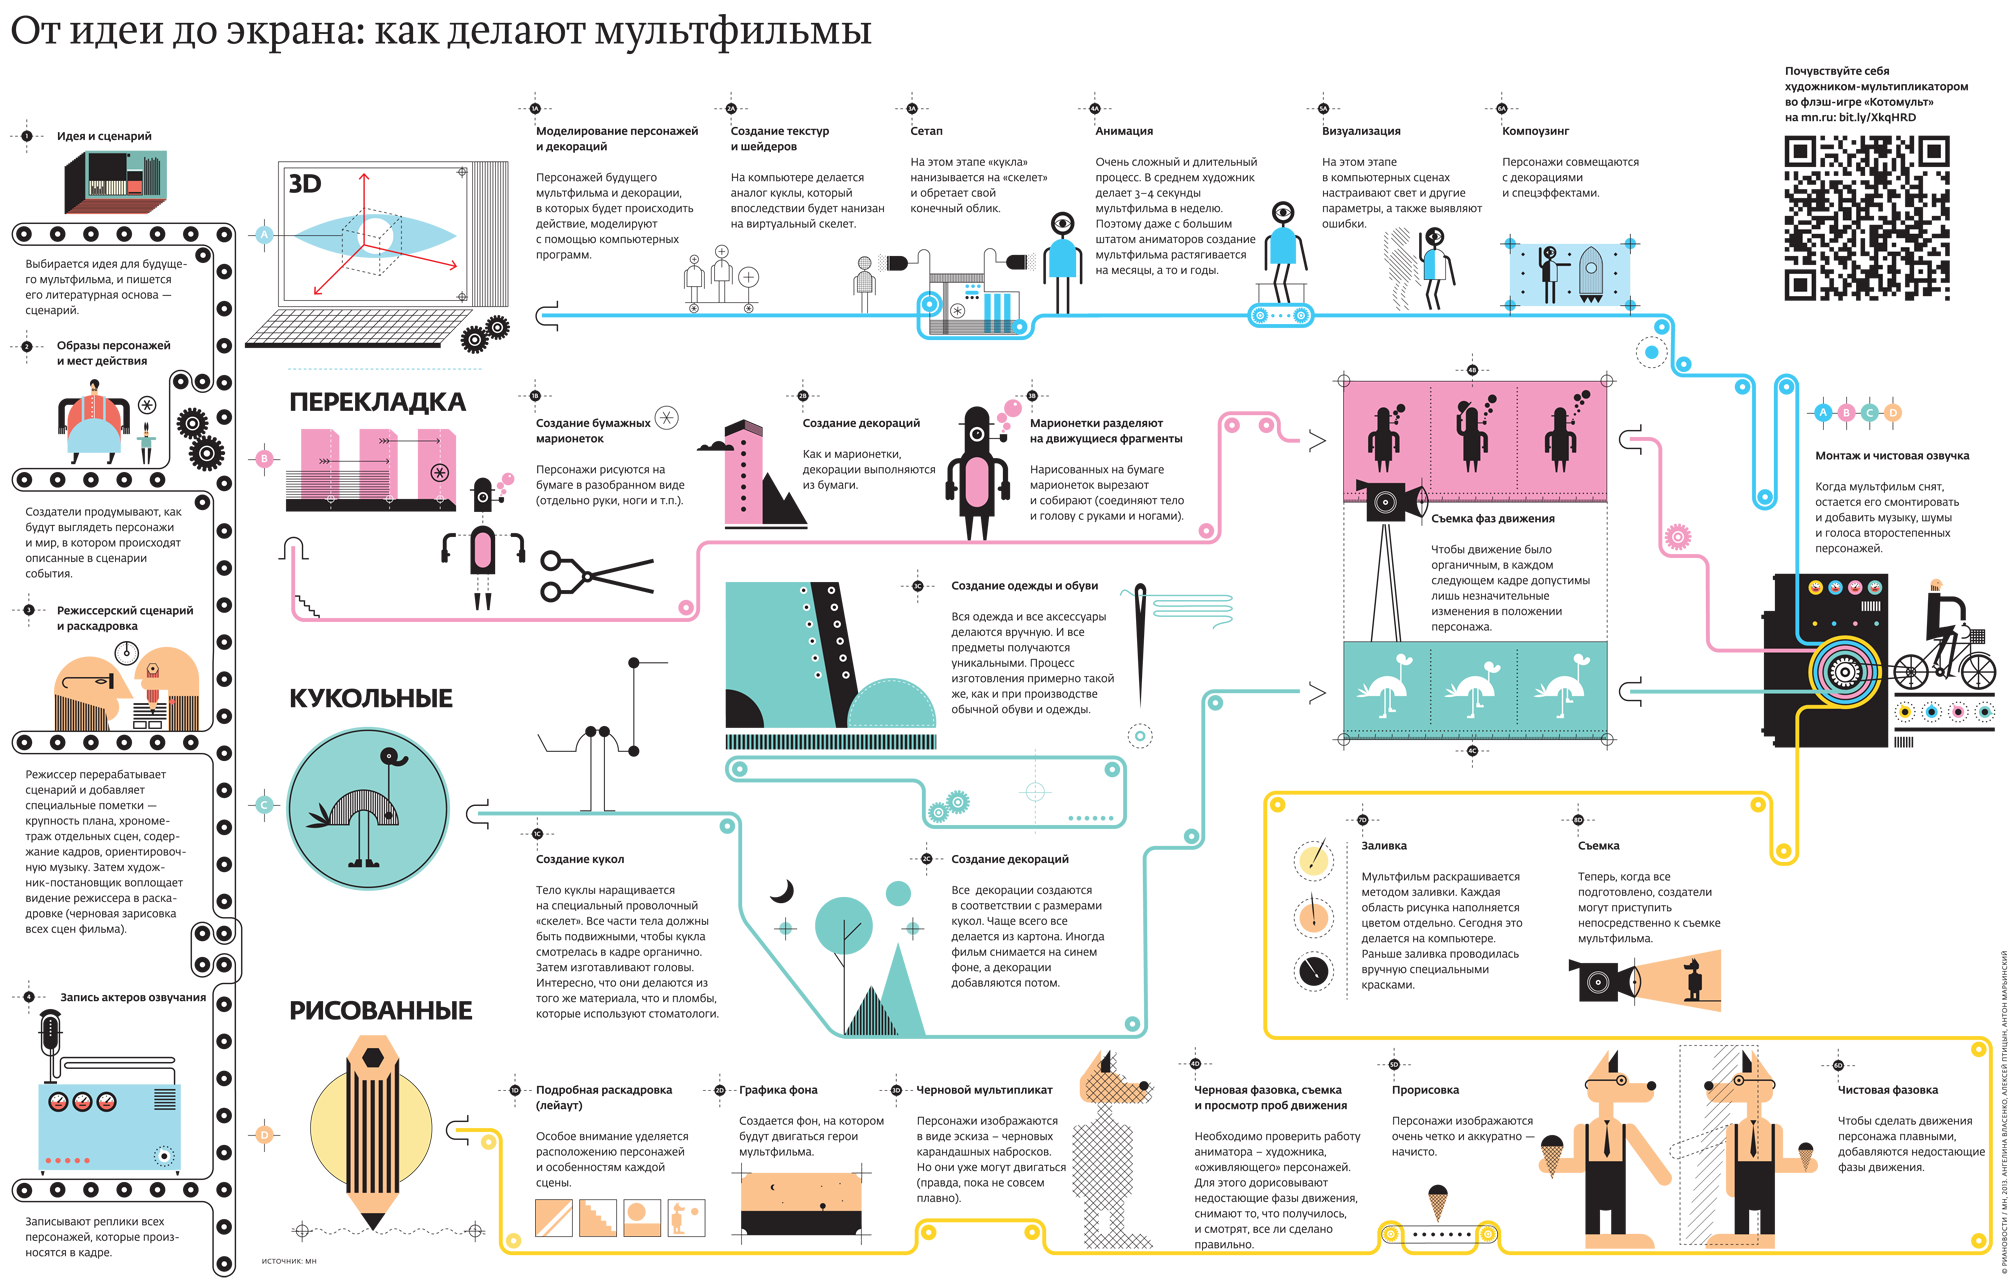 От идеи до экрана: как делают мультфильмы
Почувствуйте себя
художником-мультипликатором
во флэш-игре «Котомульт»
на mn.ru: bit.ly/XkqHRD
1
Идея и сценарий
Выбирается идея для будуще-
го мультфильма, и пишется
его литературная основа —
сценарий.
2
Образы персонажей
и мест действия
Создатели продумывают, как
будут выглядеть персонажи
и мир, в котором происходят
описанные в сценарии
события.
3
Режиссерский сценарий
и раскадровка
Режиссер перерабатывает
сценарий и добавляет
специальные пометки —
крупность плана, хрономе-
траж отдельных сцен, содер-
жание кадров, ориентировоч-
ную музыку. Затем худож-
ник-постановщик воплощает
видение режиссера в раска-
дровке (черновая зарисовка
всех сцен фильма).
4
Запись актеров озвучания
Записывают реплики всех
персонажей, которые произ-
носятся в кадре.
A
3D
1A
Моделирование персонажей
и декораций
Персонажей будущего
мультфильма и декорации,
в которых будет происходить
действие, моделируют
с помощью компьютерных
программ.
2A
Создание текстур
и шейдеров
На компьютере делается
аналог куклы, который
впоследствии будет нанизан
на виртуальный скелет.
3A
Сетап
На этом этапе «кукла»
нанизывается на «скелет»
и обретает свой
конечный облик.
4A
Анимация
Очень сложный и длительный
процесс. В среднем художник
делает 3–4 секунды
мультфильма в неделю.
Поэтому даже с большим
штатом аниматоров создание
мультфильма растягивается
на месяцы, а то и годы.
5A
Визуализация
На этом этапе
в компьютерных сценах
настраивают свет и другие
параметры, а также выявляют
ошибки.
6A
Компоузинг
Персонажи совмещаются
с декорациями
и спецэффектами.
B
ПЕРЕКЛАДКА
1B
Создание бумажных
марионеток
Персонажи рисуются на
бумаге в разобранном виде
(отдельно руки, ноги и т.п.).
2B
Создание декораций
Как и марионетки,
декорации выполняются
из бумаги.
3B
Марионетки разделяют
на движущиеся фрагменты
Нарисованных на бумаге
марионеток вырезают
и собирают (соединяют тело
и голову с руками и ногами).
4B
Съемка фаз движения
Чтобы движение было
органичным, в каждом
следующем кадре допустимы
лишь незначительные
изменения в положении
персонажа.
4C
A B C D
Монтаж и чистовая озвучка
Когда мультфильм снят,
остается его смонтировать
и добавить музыку, шумы
и голоса второстепенных
персонажей.
C
КУКОЛЬНЫЕ
1C
Создание кукол
Тело куклы наращивается
на специальный проволочный
«скелет». Все части тела должны
быть подвижными, чтобы кукла
смотрелась в кадре органично.
Затем изготавливают головы.
Интересно, что они делаются из
того же материала, что и пломбы,
которые используют стоматологи.
3C
Создание одежды и обуви
Вся одежда и все аксессуары
делаются вручную. И все
предметы получаются
уникальными. Процесс
изготовления примерно такой
же, как и при производстве
обычной обуви и одежды.
2C
Создание декораций
Все декорации создаются
в соответствии с размерами
кукол. Чаще всего все
делается из картона. Иногда
фильм снимается на синем
фоне, а декорации
добавляются потом.
D
РИСОВАННЫЕ
1D
Подробная раскадровка
(лейаут)
Особое внимание уделяется
расположению персонажей
и особенностям каждой
сцены.
2D
Графика фона
Создается фон, на котором
будут двигаться герои
мультфильма.
3D
Черновой мультипликат
Персонажи изображаются
в виде эскиза – черновых
карандашных набросков.
Но они уже могут двигаться
(правда, пока не совсем
плавно).
4D
Черновая фазовка, съемка
и просмотр проб движения
Необходимо проверить работу
аниматора – художника,
«оживляющего» персонажей.
Для этого дорисовывают
недостающие фазы движения,
снимают то, что получилось,
и смотрят, все ли сделано
правильно.
5D
Прорисовка
Персонажи изображаются
очень четко и аккуратно —
начисто.
6D
Чистовая фазовка
Чтобы сделать движения
персонажа плавными,
добавляются недостающие
фазы движения.
7D
Заливка
Мультфильм раскрашивается
методом заливки. Каждая
область рисунка наполняется
цветом отдельно. Сегодня это
делается на компьютере.
Раньше заливка проводилась
вручную специальными
красками.
8D
Съемка
Теперь, когда все
подготовлено, создатели
могут приступить
непосредственно к съемке
мультфильма.
ИСТОЧНИК: МН
© РИАНОВОСТИ / МН, 2013. АНГЕЛИНА ВЛАСЕНКО, АЛЕКСЕЙ ПТИЦЫН, АНТОН МАРЬИНСКИЙ